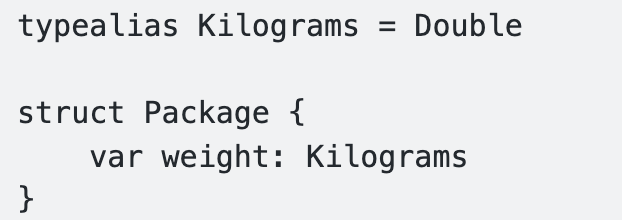 typealias Kilograms = Double
struct Package {
    var weight: Kilograms
}